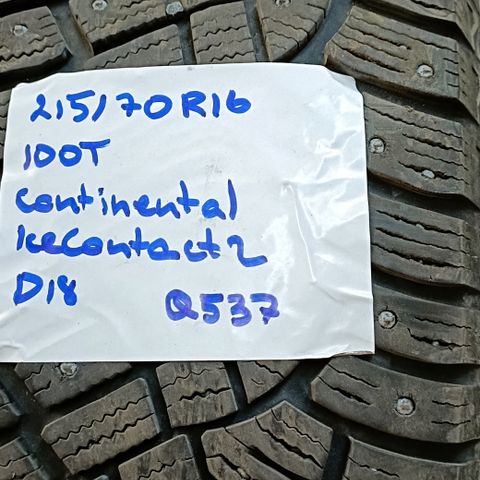 215/70R16
100T
Continental
IceContact2
D18 Q537